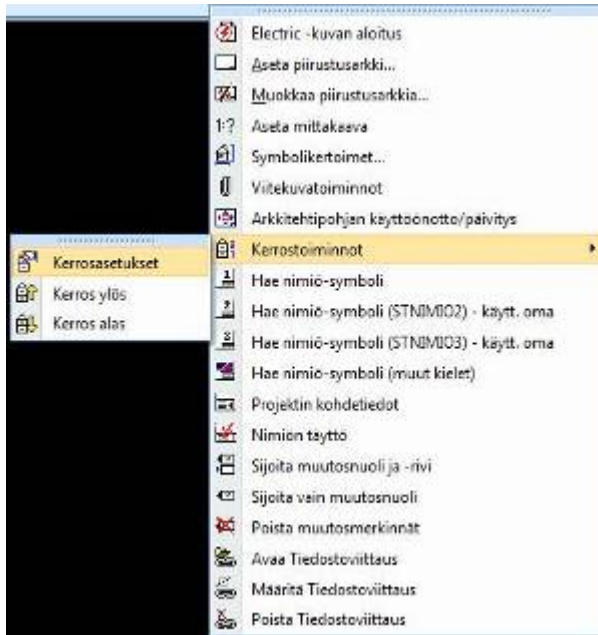 Electric -kuvan aloitus
Aseta piirustusarkki...
Muokkaa piirustusarkkia...
1:? Aseta mittakaava
Symbolikertoimet...
Viitekuvatoiminnot
Arkkitehtipohjan käyttöönotto/päivitys
Kerrostoiminnot
Kerrosasetukset
Kerros ylös
Kerros alas
Hae nimiö-symboli
Hae nimiö-symboli (STNIMIO2) - käytt. oma
Hae nimiö-symboli (STNIMIO3) - käytt. oma
Hae nimiö-symboli (muut kielet)
Projektin kohdetiedot
Nimiön täyttö
Sijoita muutosnuoli ja -rivi
Sijoita vain muutosnuoli
Poista muutosmerkinnät
Avaa Tiedostoviittaus
Määritä Tiedostoviittaus
Poista Tiedostoviittaus